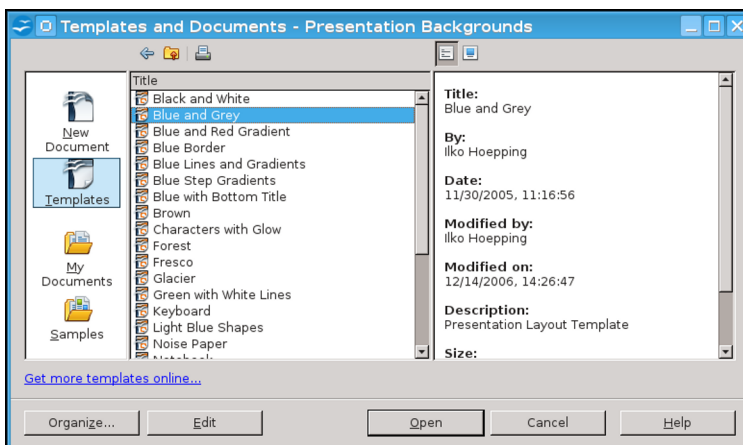 Templates and Documents - Presentation Backgrounds
New
Document
Templates
My
Documents
Samples
Title
Black and White
Blue and Grey
Blue and Red Gradient
Blue Border
Blue Lines and Gradients
Blue Step Gradients
Blue with Bottom Title
Brown
Characters with Glow
Forest
Fresco
Glacier
Green with White Lines
Keyboard
Light Blue Shapes
Noise Paper
Title:
Blue and Grey
By:
Ilko Hoepping
Date:
11/30/2005, 11:16:56
Modified by:
Ilko Hoepping
Modified on:
12/14/2006, 14:26:47
Description:
Presentation Layout Template
Size:
Get more templates online...
Organize...
Edit
Open
Cancel
Help